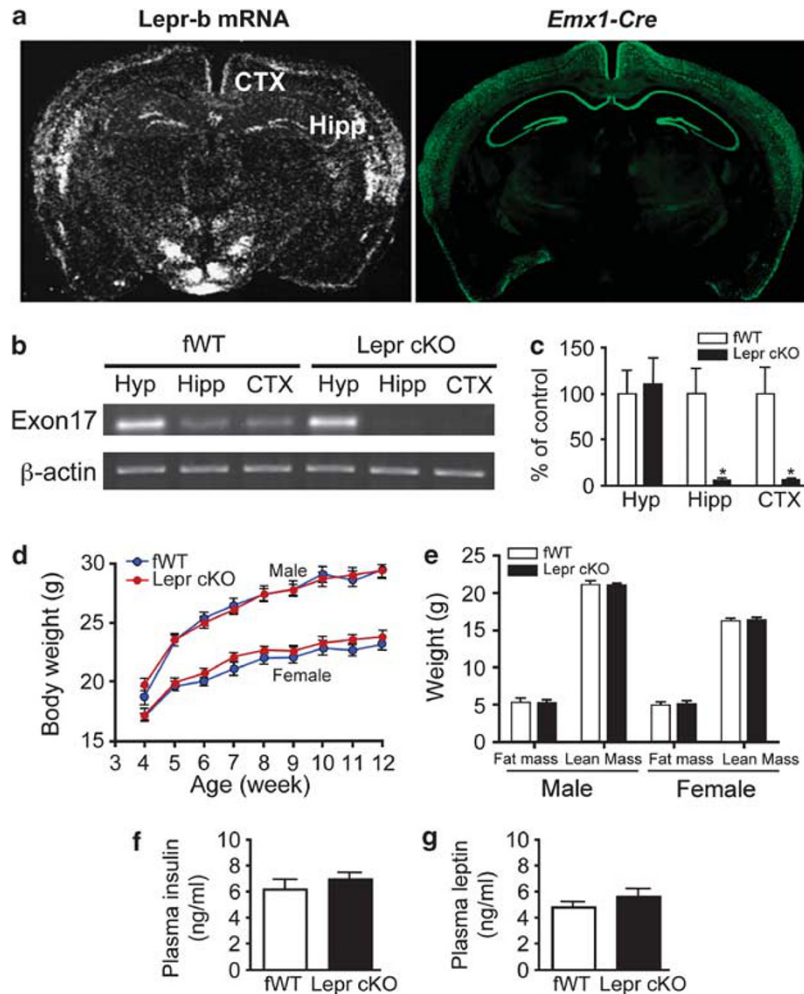 a
Lepr-b mRNA
Emx1-Cre
CTX
Hipp
b
fWT
Lepr cKO
Hyp Hipp CTX Hyp Hipp CTX
Exon17
β-actin
c
fWT
Lepr cKO
% of control
150
100
50
0
* *
Hyp Hipp CTX
d
fWT
Lepr cKO
Male
Female
Body weight (g)
30
25
20
15
3 4 5 6 7 8 9 10 11 12
Age (week)
e
fWT
Lepr cKO
Weight (g)
25
20
15
10
5
0
Fat mass Lean Mass Fat mass Lean Mass
Male Female
f
Plasma insulin
(ng/ml)
10
8
6
4
2
0
fWT Lepr cKO
g
Plasma leptin
(ng/ml)
10
8
6
4
2
0
fWT Lepr cKO